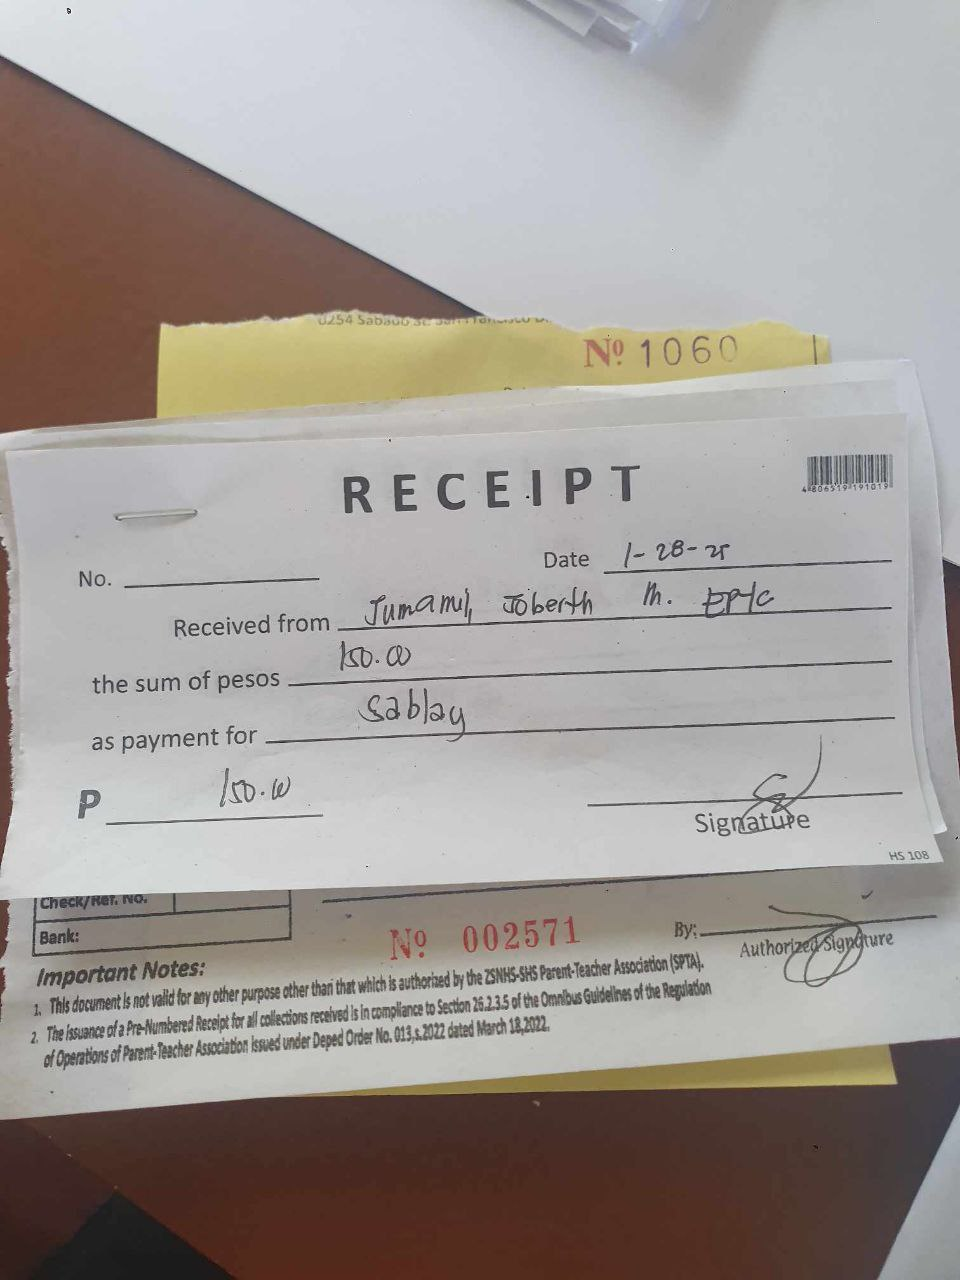 Nº 1060
RECEIPT
4 806519 191019
No.
Date 1-28-25
Received from Jumamil, Joberth M. EPIC
the sum of pesos 150.00
as payment for Sablay
P 150.00
Signature
HS 108
Check/Ref. No.
Bank:
Nº 002571
By:
Authorized Signature
Important Notes:
1. This document is not valid for any other purpose other than that which is authorized by the ZSNHS-SHS Parent-Teacher Association (SPTA).
2. The issuance of a Pre-Numbered Receipt for all collections received is in compliance to Section 26.2.3.5 of the Omnibus Guidelines of the Regulation
of Operations of Parent-Teacher Association issued under Deped Order No. 013,s.2022 dated March 18,2022.